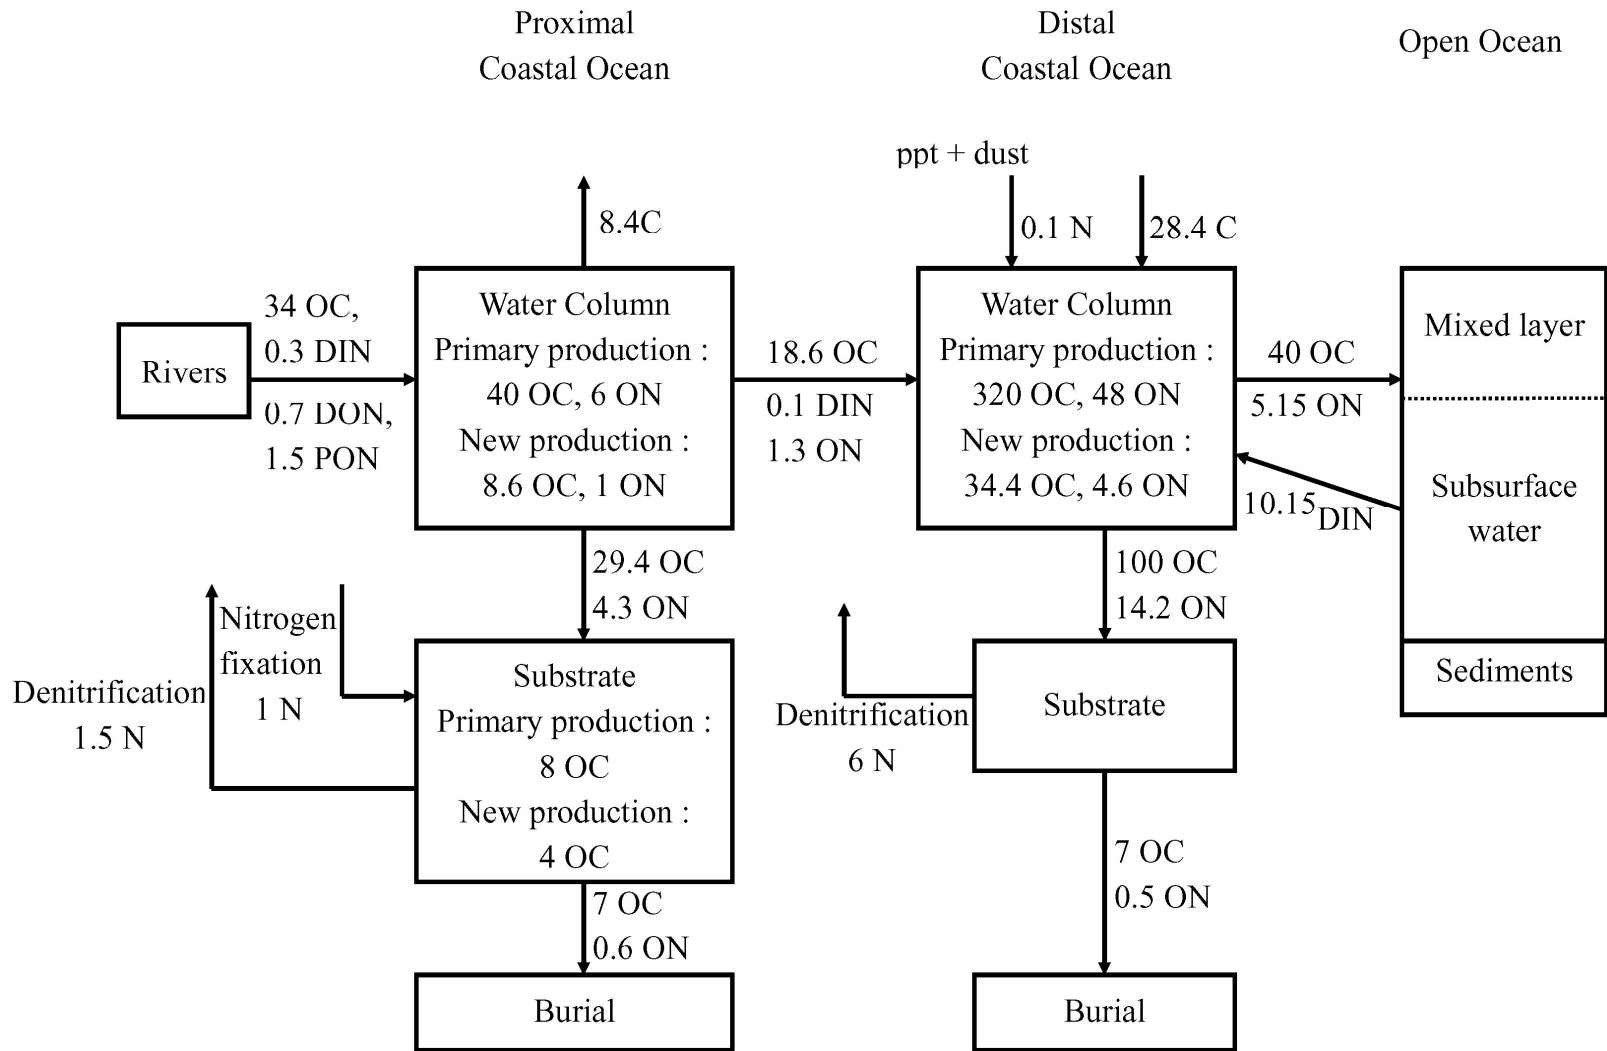 Proximal
Coastal Ocean
Distal
Coastal Ocean
Open Ocean
ppt + dust
8.4C
0.1 N
28.4 C
Rivers
34 OC,
0.3 DIN
0.7 DON,
1.5 PON
Water Column
Primary production :
40 OC, 6 ON
New production :
8.6 OC, 1 ON
18.6 OC
0.1 DIN
1.3 ON
Water Column
Primary production :
320 OC, 48 ON
New production :
34.4 OC, 4.6 ON
40 OC
5.15 ON
10.15 DIN
Mixed layer
Subsurface
water
Sediments
29.4 OC
4.3 ON
100 OC
14.2 ON
Nitrogen
fixation
1 N
Denitrification
1.5 N
Substrate
Primary production :
8 OC
New production :
4 OC
Denitrification
6 N
Substrate
7 OC
0.6 ON
7 OC
0.5 ON
Burial
Burial